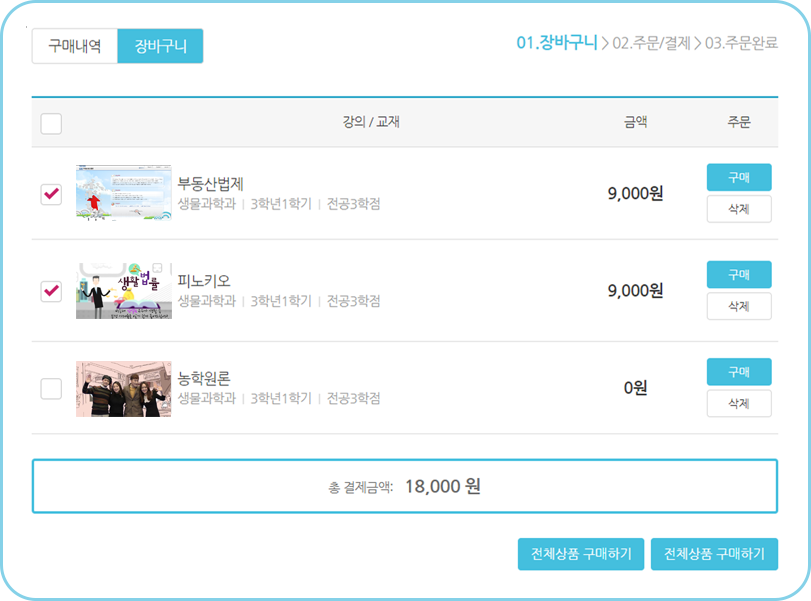 구매내역 장바구니
01.장바구니 > 02.주문/결제 > 03.주문완료
강의 / 교재 금액 주문
부동산법제
생물과학과 | 3학년1학기 | 전공3학점
9,000원
구매
삭제
생활법률
피노키오
생물과학과 | 3학년1학기 | 전공3학점
9,000원
구매
삭제
농학원론
생물과학과 | 3학년1학기 | 전공3학점
0원
구매
삭제
총 결제금액: 18,000 원
전체상품 구매하기 전체상품 구매하기